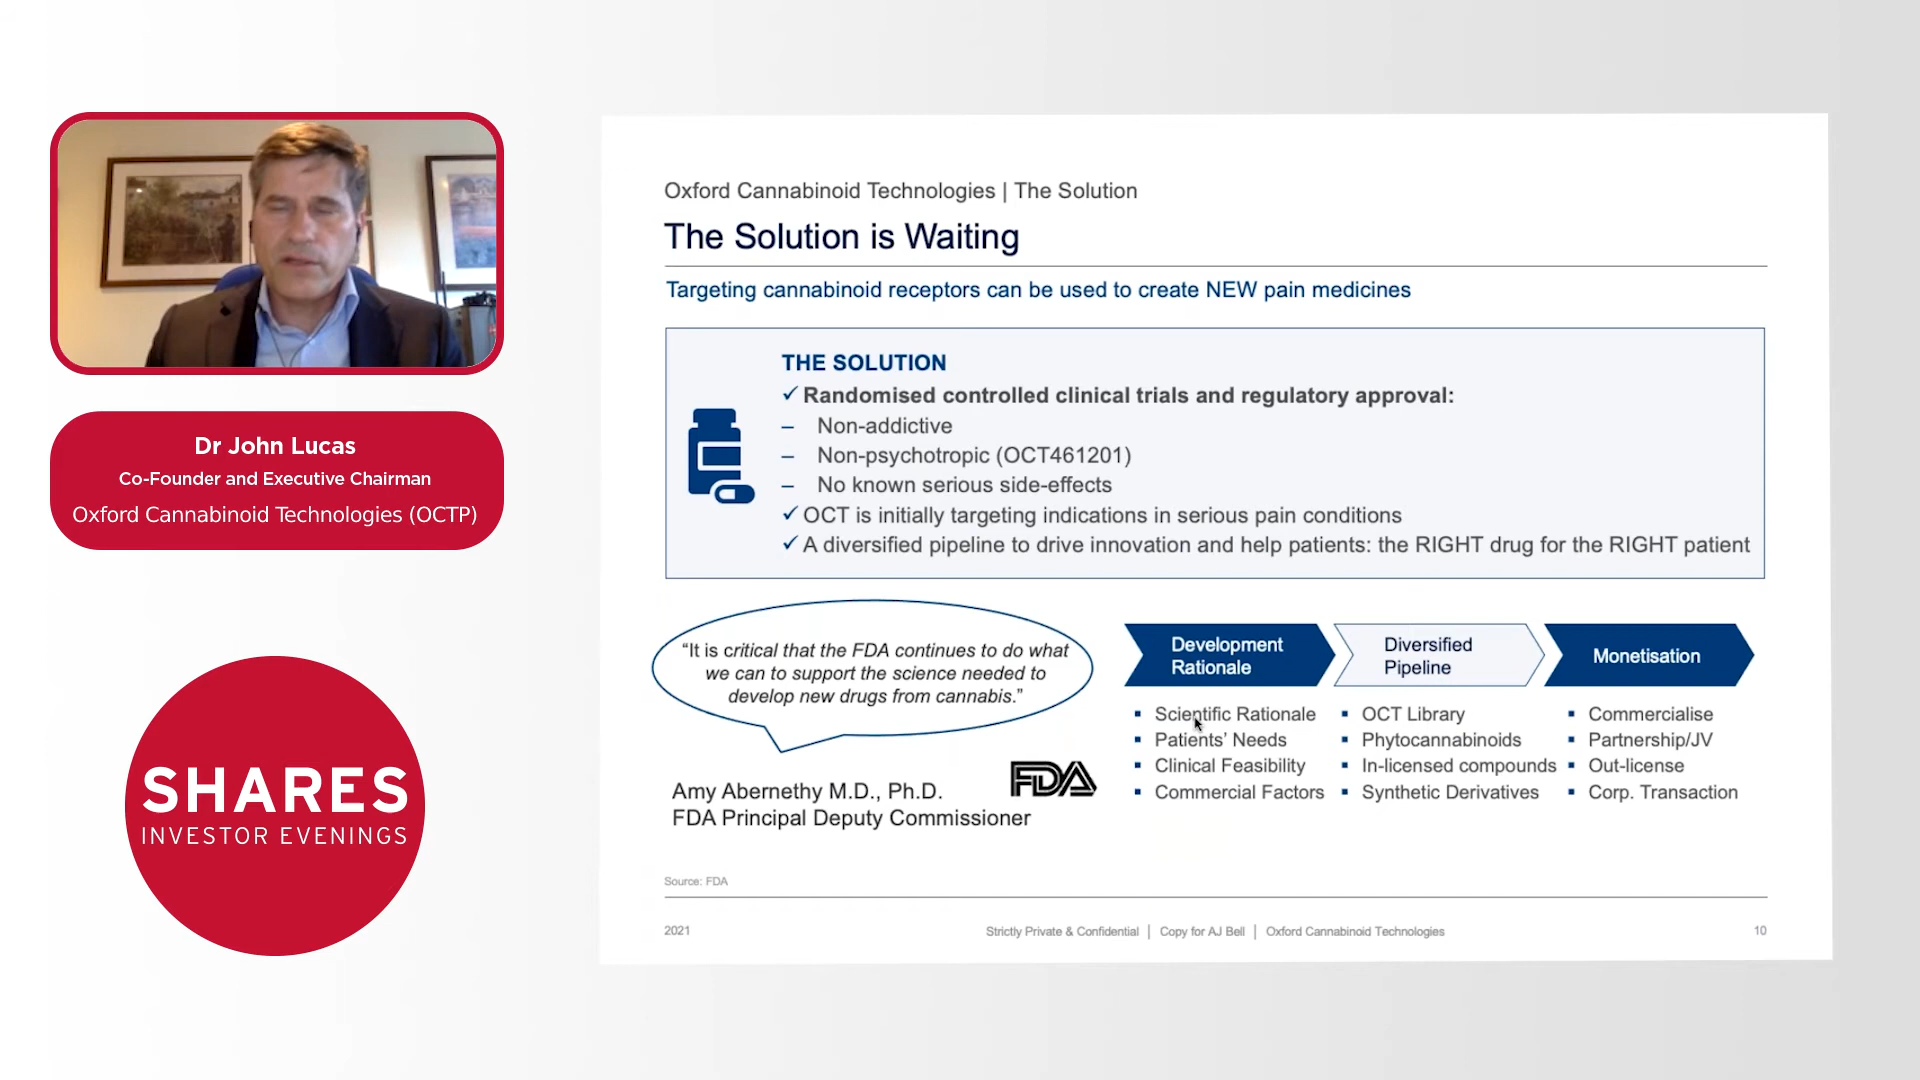 Dr John Lucas
Co-Founder and Executive Chairman
Oxford Cannabinoid Technologies (OCTP)
SHARES
INVESTOR EVENINGS
Oxford Cannabinoid Technologies | The Solution
The Solution is Waiting
Targeting cannabinoid receptors can be used to create NEW pain medicines
THE SOLUTION
✓ Randomised controlled clinical trials and regulatory approval:
– Non-addictive
– Non-psychotropic (OCT461201)
– No known serious side-effects
✓ OCT is initially targeting indications in serious pain conditions
✓ A diversified pipeline to drive innovation and help patients: the RIGHT drug for the RIGHT patient
“It is critical that the FDA continues to do what
we can to support the science needed to
develop new drugs from cannabis.”
Amy Abernethy M.D., Ph.D.
FDA Principal Deputy Commissioner
FDA
Development
Rationale
▪ Scientific Rationale
▪ Patients’ Needs
▪ Clinical Feasibility
▪ Commercial Factors
Diversified
Pipeline
▪ OCT Library
▪ Phytocannabinoids
▪ In-licensed compounds
▪ Synthetic Derivatives
Monetisation
▪ Commercialise
▪ Partnership/JV
▪ Out-license
▪ Corp. Transaction
Source: FDA
2021
Strictly Private & Confidential | Copy for AJ Bell | Oxford Cannabinoid Technologies
10